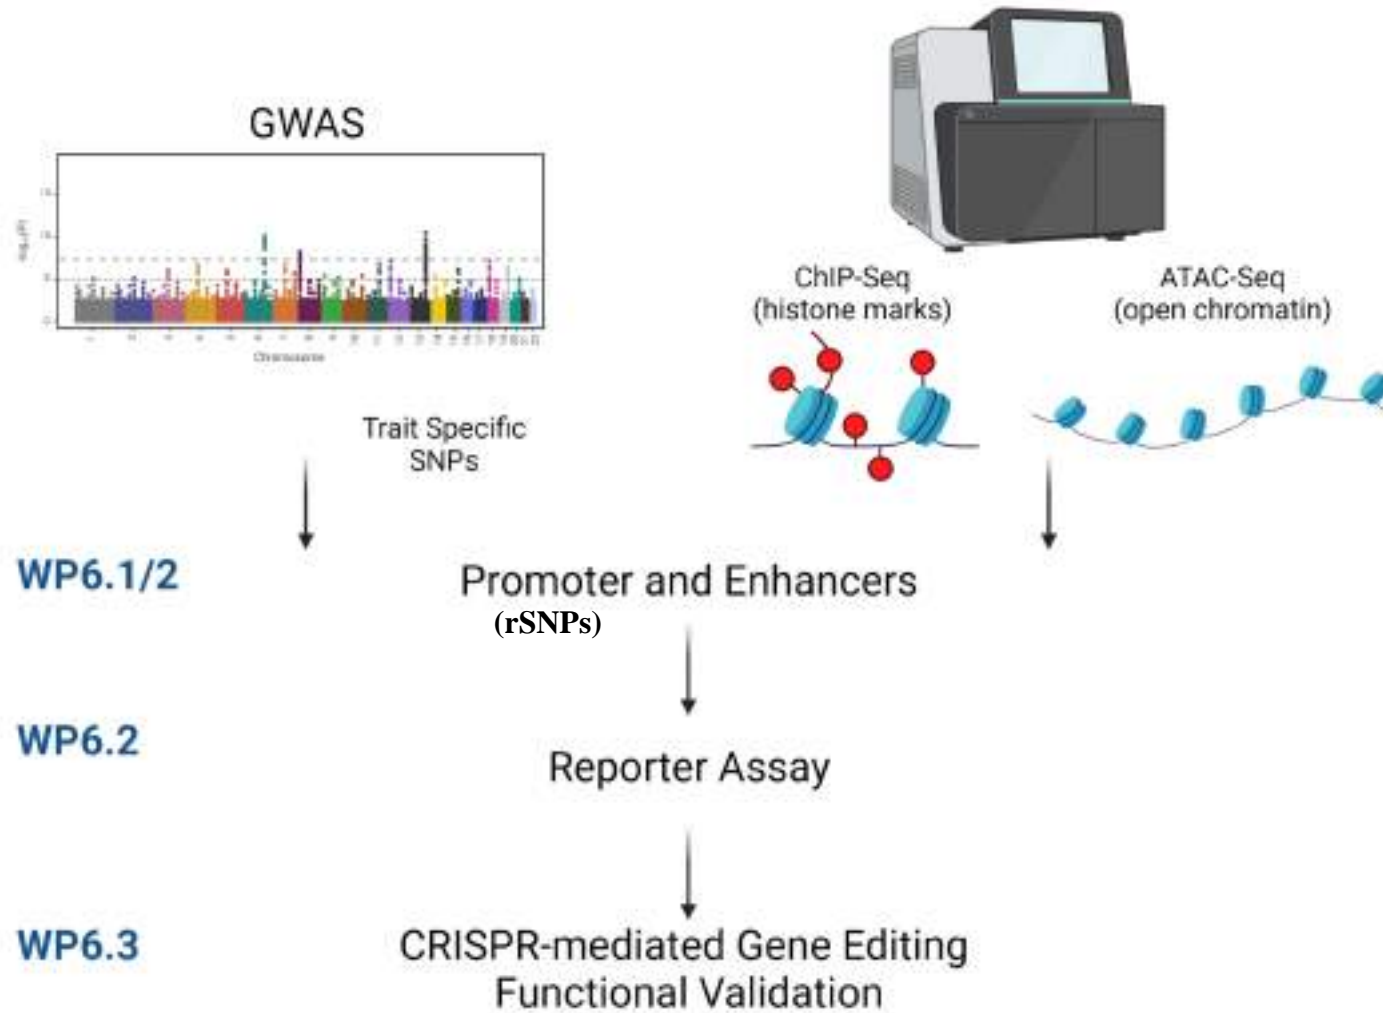 GWAS
Chromosome
Trait Specific
SNPs
ChIP-Seq
(histone marks)
ATAC-Seq
(open chromatin)
WP6.1/2
Promoter and Enhancers
(rSNPs)
WP6.2
Reporter Assay
WP6.3
CRISPR-mediated Gene Editing
Functional Validation